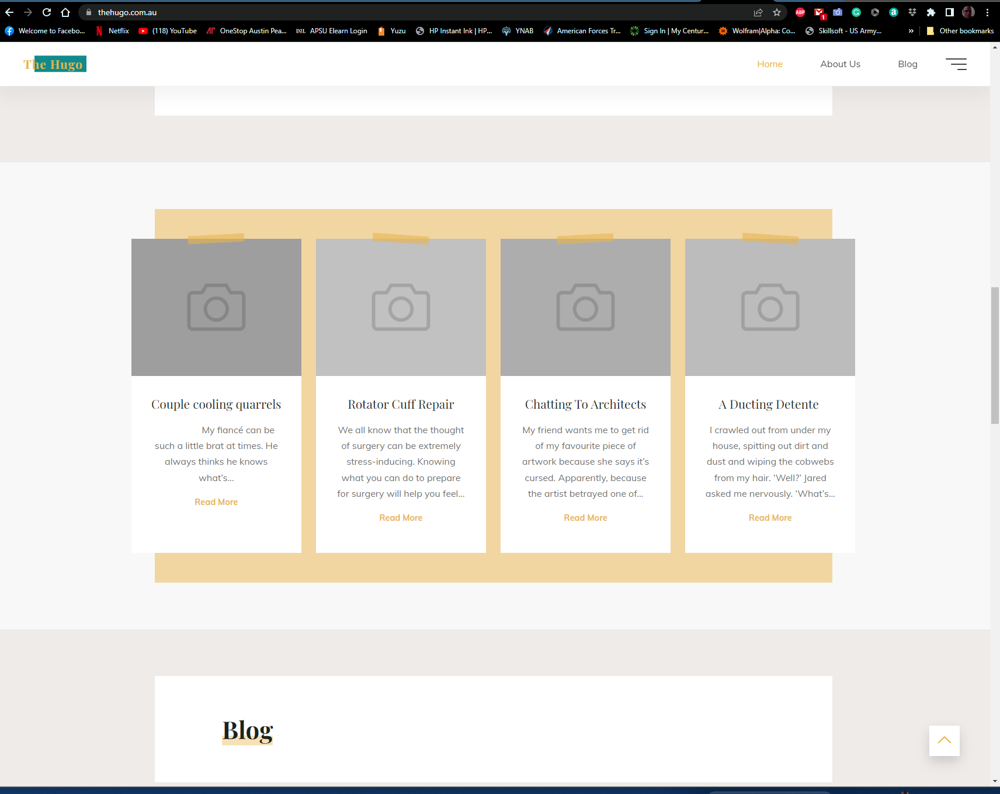 thehugo.com.au
ABP
1
Welcome to Facebo...
Netflix
(118) YouTube
OneStop Austin Pea...
D2L
APSU Elearn Login
Yuzu
HP Instant Ink | HP...
YNAB
American Forces Tr...
Sign In | My Centur...
Wolfram|Alpha: Co...
Skillsoft - US Army...
»
Other bookmarks
The Hugo
Home
About Us
Blog
Couple cooling quarrels
My fiancé can be
such a little brat at times. He
always thinks he knows
what's...
Read More
Rotator Cuff Repair
We all know that the thought
of surgery can be extremely
stress-inducing. Knowing
what you can do to prepare
for surgery will help you feel...
Read More
Chatting To Architects
My friend wants me to get rid
of my favourite piece of
artwork because she says it's
cursed. Apparently, because
the artist betrayed one of...
Read More
A Ducting Detente
I crawled out from under my
house, spitting out dirt and
dust and wiping the cobwebs
from my hair. ‘Well?’ Jared
asked me nervously. ‘What's...
Read More
Blog